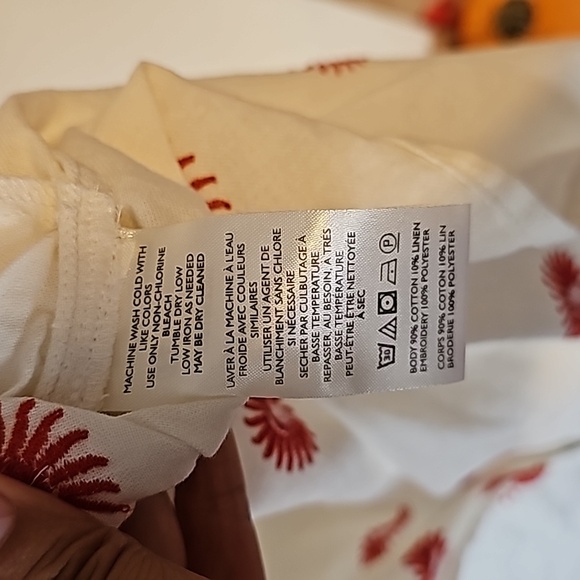 MACHINE WASH COLD WITH
LIKE COLORS
USE ONLY NON-CHLORINE
BLEACH
TUMBLE DRY LOW
LOW IRON AS NEEDED
MAY BE DRY CLEANED
LAVER À LA MACHINE À L'EAU
FROIDE AVEC COULEURS
SIMILAIRES
UTILISER UN AGENT DE
BLANCHIMENT SANS CHLORE
SI NÉCESSAIRE
SECHER PAR CULBUTAGE À
BASSE TEMPÉRATURE
REPASSER, AU BESOIN, À TRÈS
BASSE TEMPÉRATURE
PEUT-ÊTRE ÊTRE NETTOYÉE
À SEC
30 P
BODY 90% COTTON 10% LINEN
EMBROIDERY 100% POLYESTER
CORPS 90% COTON 10% LIN
BRODERIE 100% POLYESTER